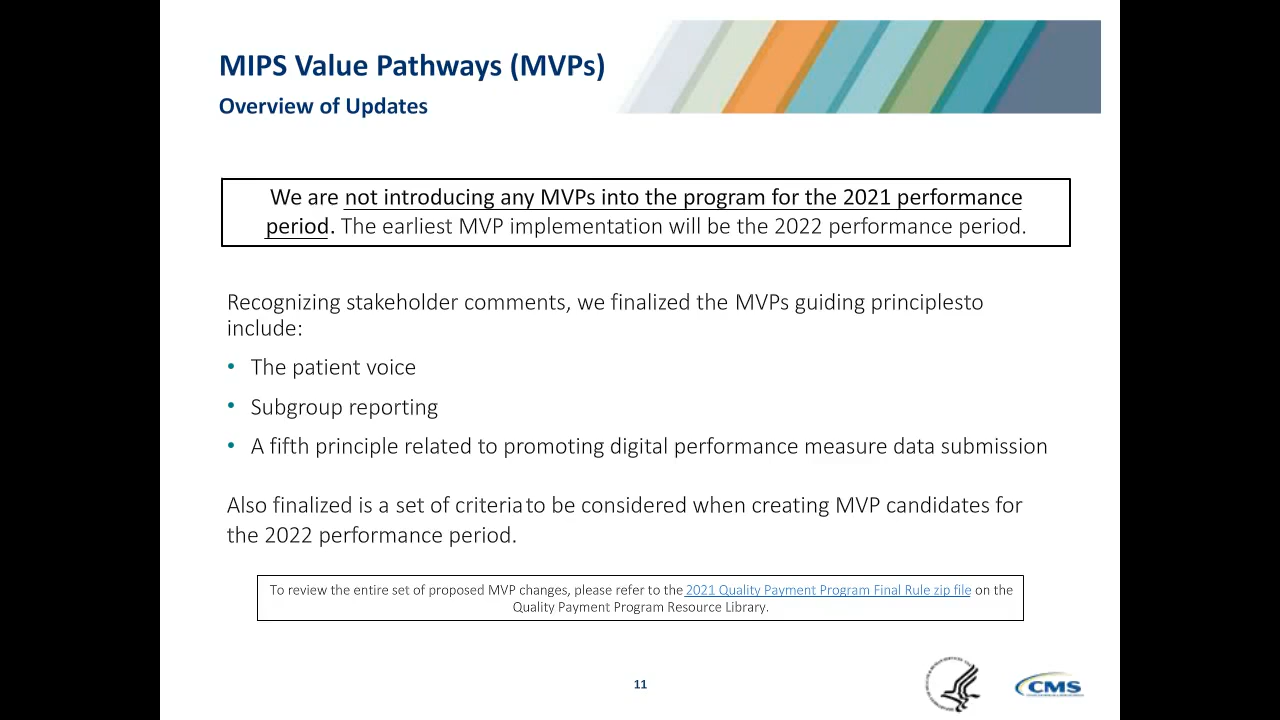 MIPS Value Pathways (MVPs)
Overview of Updates
We are not introducing any MVPs into the program for the 2021 performance
period. The earliest MVP implementation will be the 2022 performance period.
Recognizing stakeholder comments, we finalized the MVPs guiding principlesto
include:
• The patient voice
• Subgroup reporting
• A fifth principle related to promoting digital performance measure data submission
Also finalized is a set of criteria to be considered when creating MVP candidates for
the 2022 performance period.
To review the entire set of proposed MVP changes, please refer to the 2021 Quality Payment Program Final Rule zip file on the
Quality Payment Program Resource Library.
11
CMS